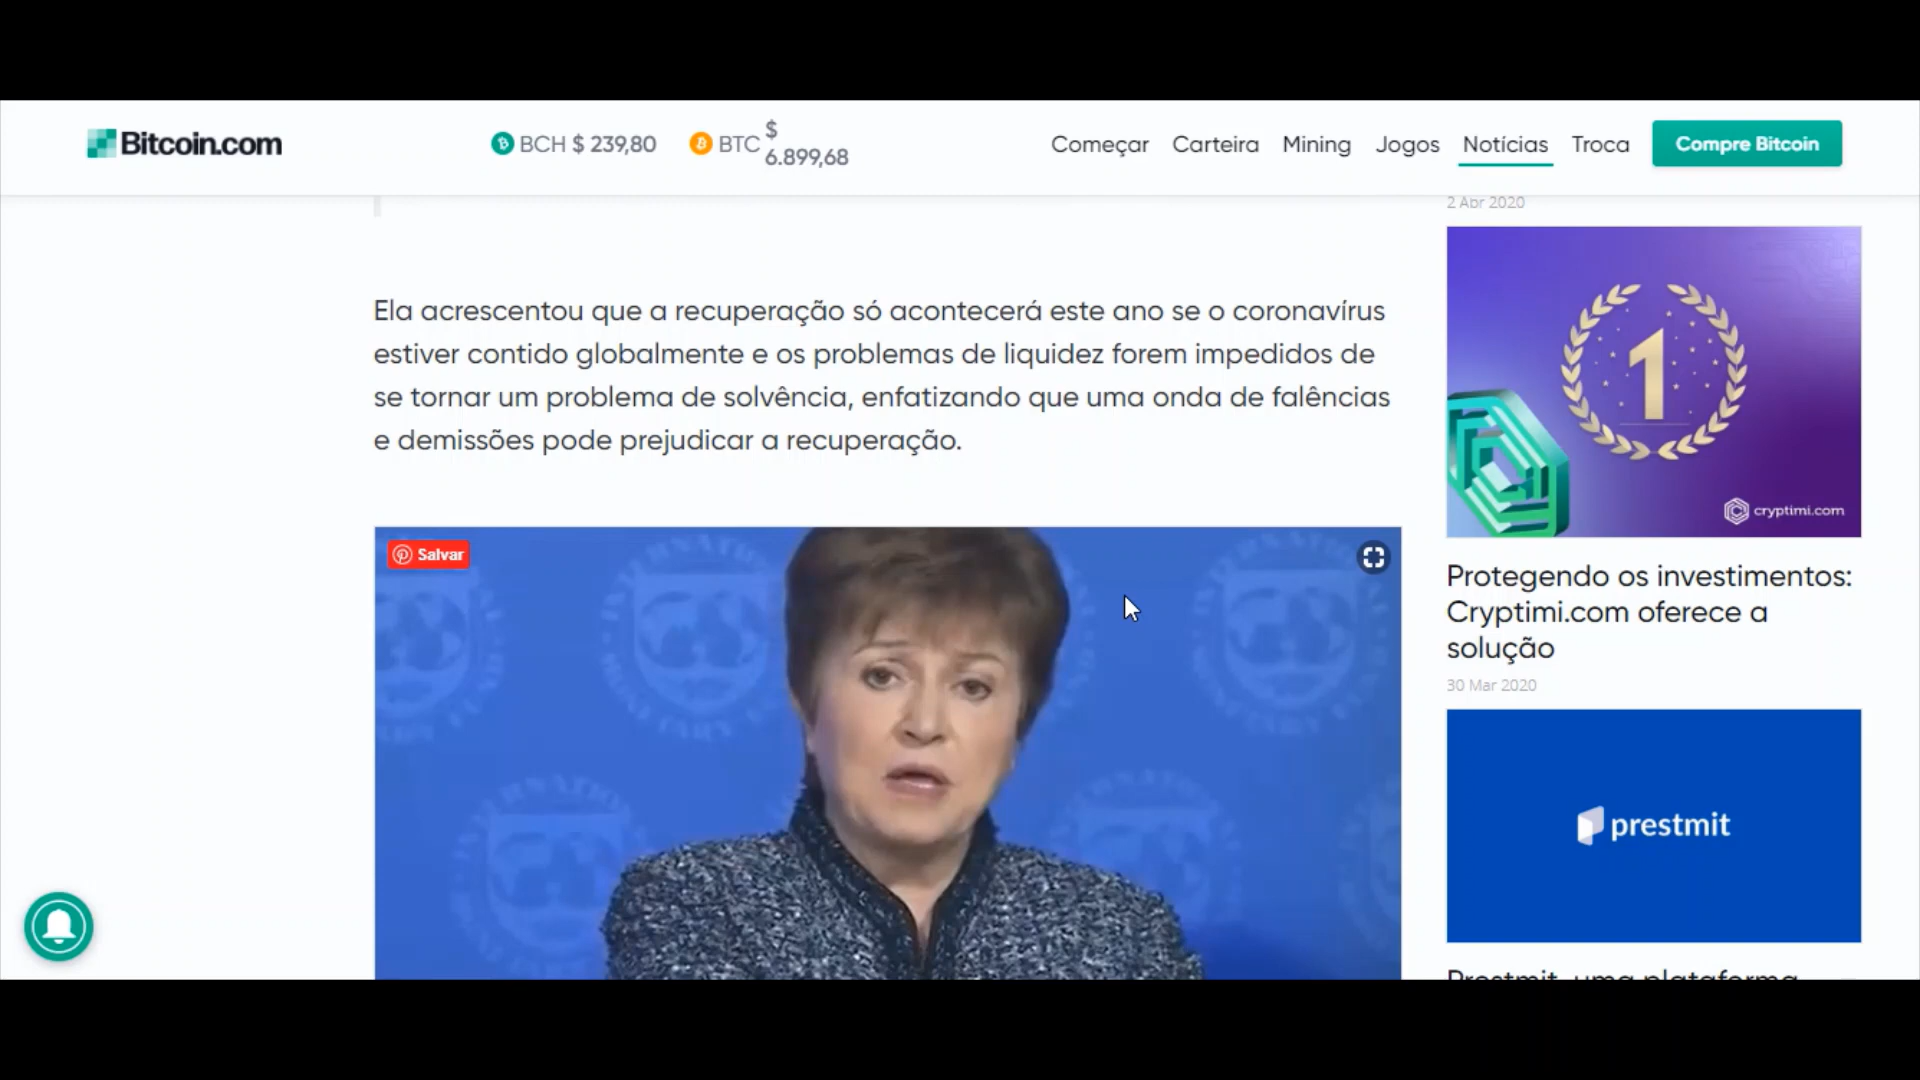 Bitcoin.com
BCH $ 239,80
BTC $ 6.899,68
Começar
Carteira
Mining
Jogos
Notícias
Troca
Compre Bitcoin
Ela acrescentou que a recuperação só acontecerá este ano se o coronavírus
estiver contido globalmente e os problemas de liquidez forem impedidos de
se tornar um problema de solvência, enfatizando que uma onda de falências
e demissões pode prejudicar a recuperação.
Salvar
2 Abr 2020
1
cryptimi.com
Protegendo os investimentos:
Cryptimi.com oferece a
solução
30 Mar 2020
prestmit
Prestmit, uma plataforma